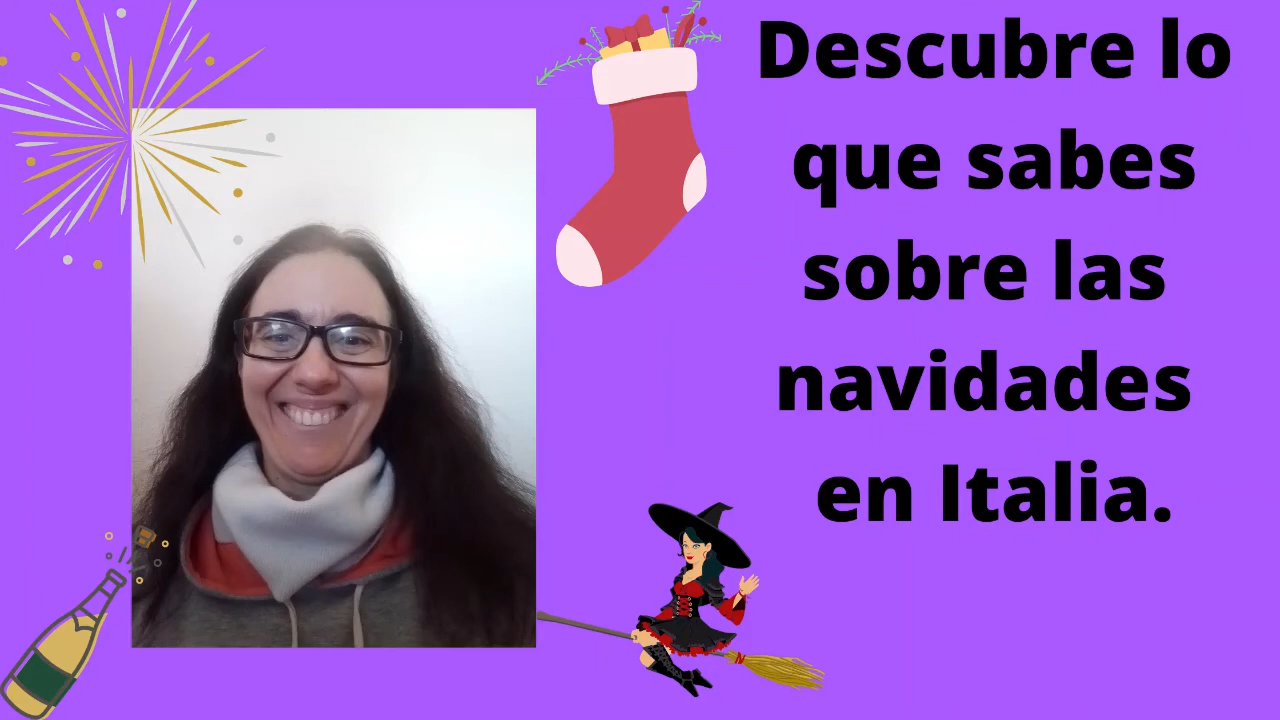 Descubre lo
que sabes
sobre las
navidades
en Italia.